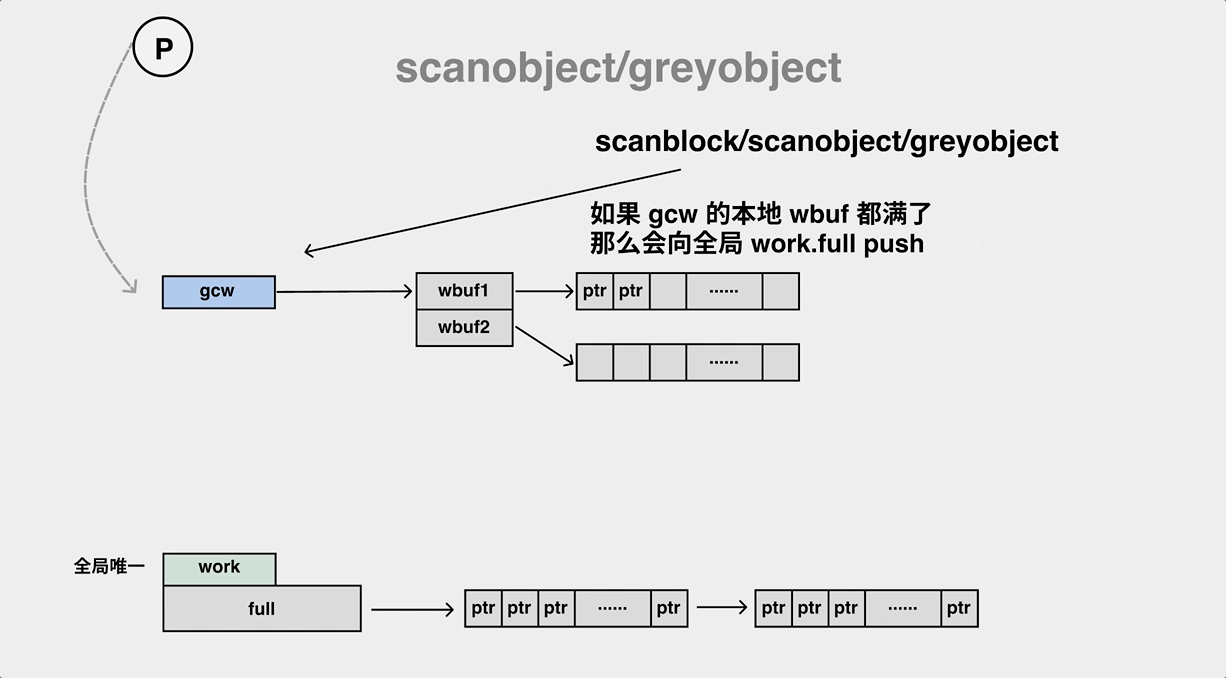 P
scanobject/greyobject
scanblock/scanobject/greyobject
如果 gcw 的本地 wbuf 都满了
那么会向全局 work.full push
gcw
wbuf1
ptr ptr ......
wbuf2
......
全局唯一
work
full
ptr ptr ptr ...... ptr
ptr ptr ptr ...... ptr